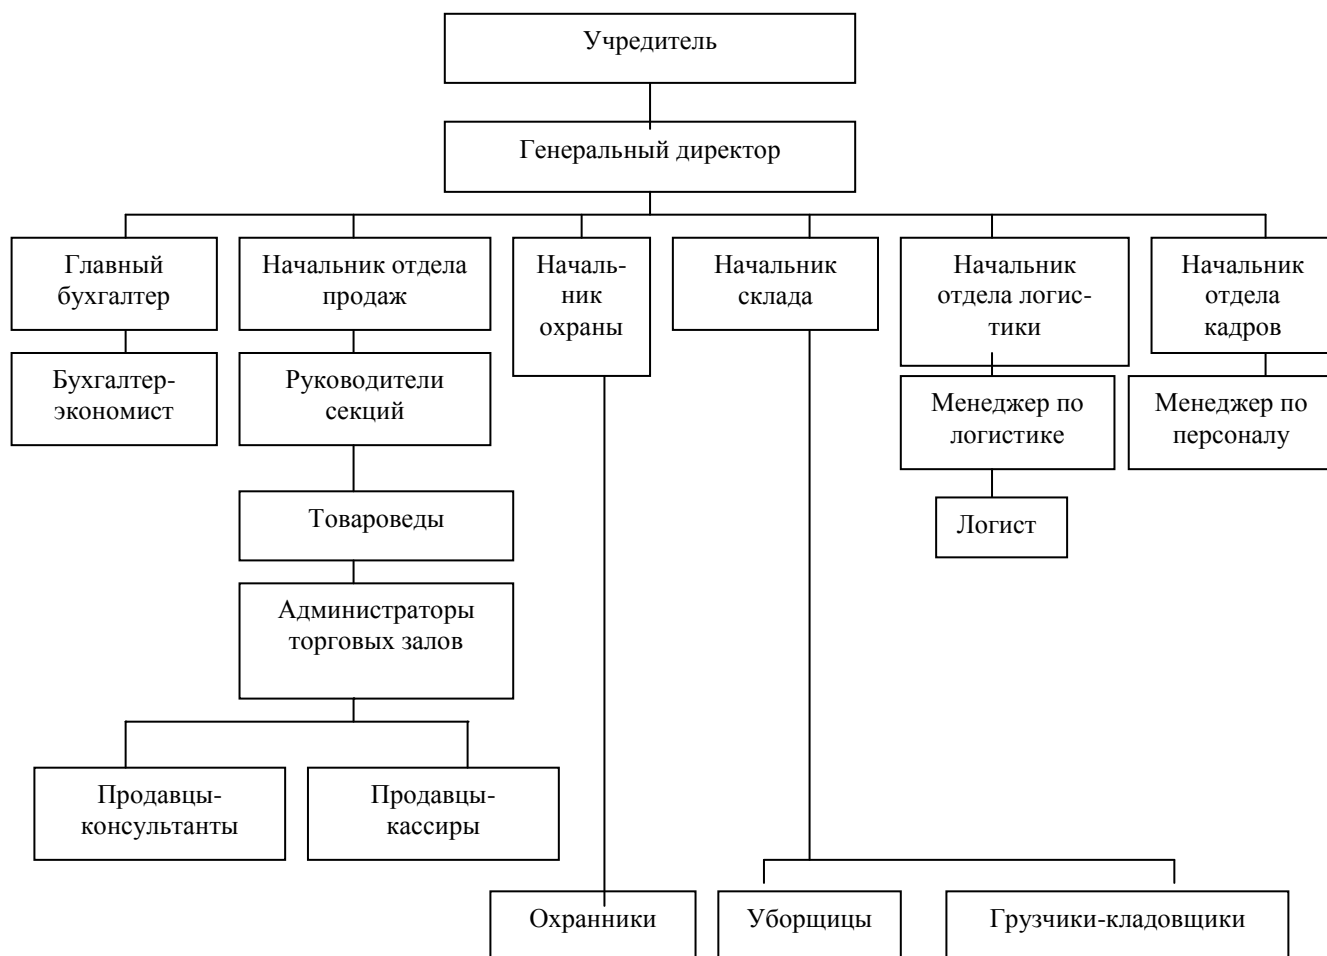 Учредитель
Генеральный директор
Главный
бухгалтер
Начальник отдела
продаж
Началь-
ник
охраны
Начальник
склада
Начальник
отдела логис-
тики
Начальник
отдела
кадров
Бухгалтер-
экономист
Руководители
секций
Менеджер по
логистике
Менеджер по
персоналу
Товароведы
Логист
Администраторы
торговых залов
Продавцы-
консультанты
Продавцы-
кассиры
Охранники
Уборщицы
Грузчики-кладовщики